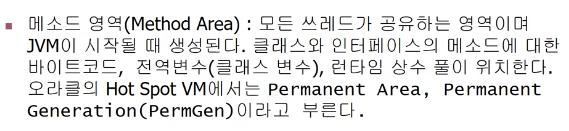 ▪ 메소드 영역(Method Area) : 모든 쓰레드가 공유하는 영역이며
JVM이 시작될 때 생성된다. 클래스와 인터페이스의 메소드에 대한
바이트코드, 전역변수(클래스 변수), 런타임 상수 풀이 위치한다.
오라클의 Hot Spot VM에서는 Permanent Area, Permanent
Generation(PermGen)이라고 부른다.